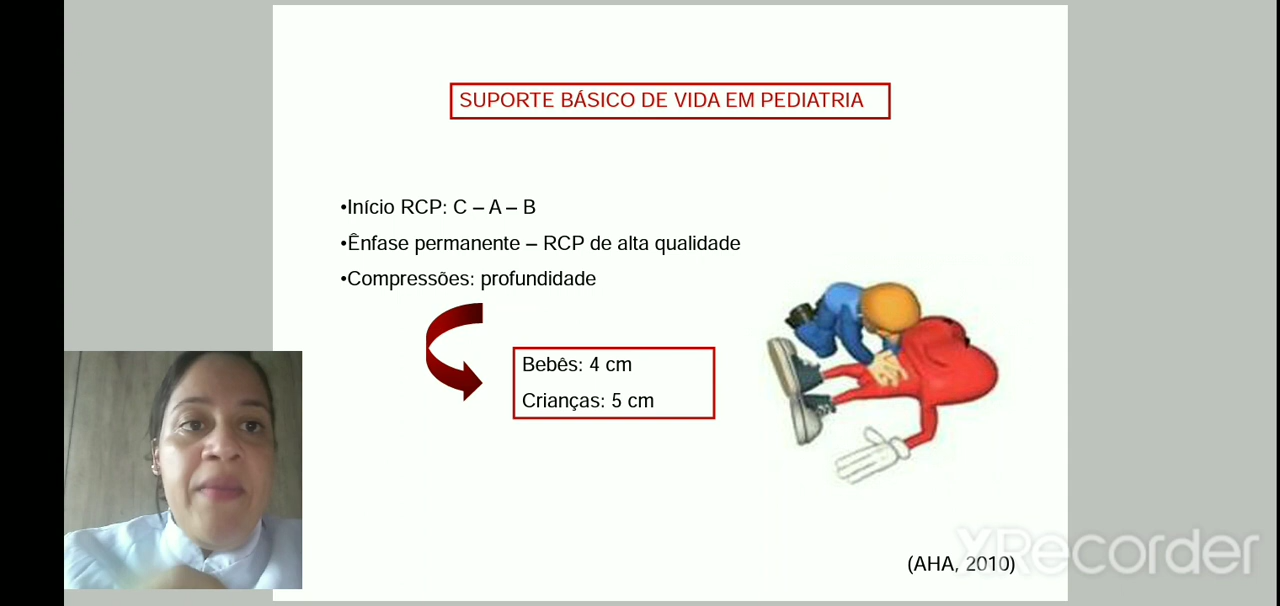 SUPORTE BÁSICO DE VIDA EM PEDIATRIA
•Início RCP: C – A – B
•Ênfase permanente – RCP de alta qualidade
•Compressões: profundidade
Bebês: 4 cm
Crianças: 5 cm
(AHA, 2010)
XRecorder